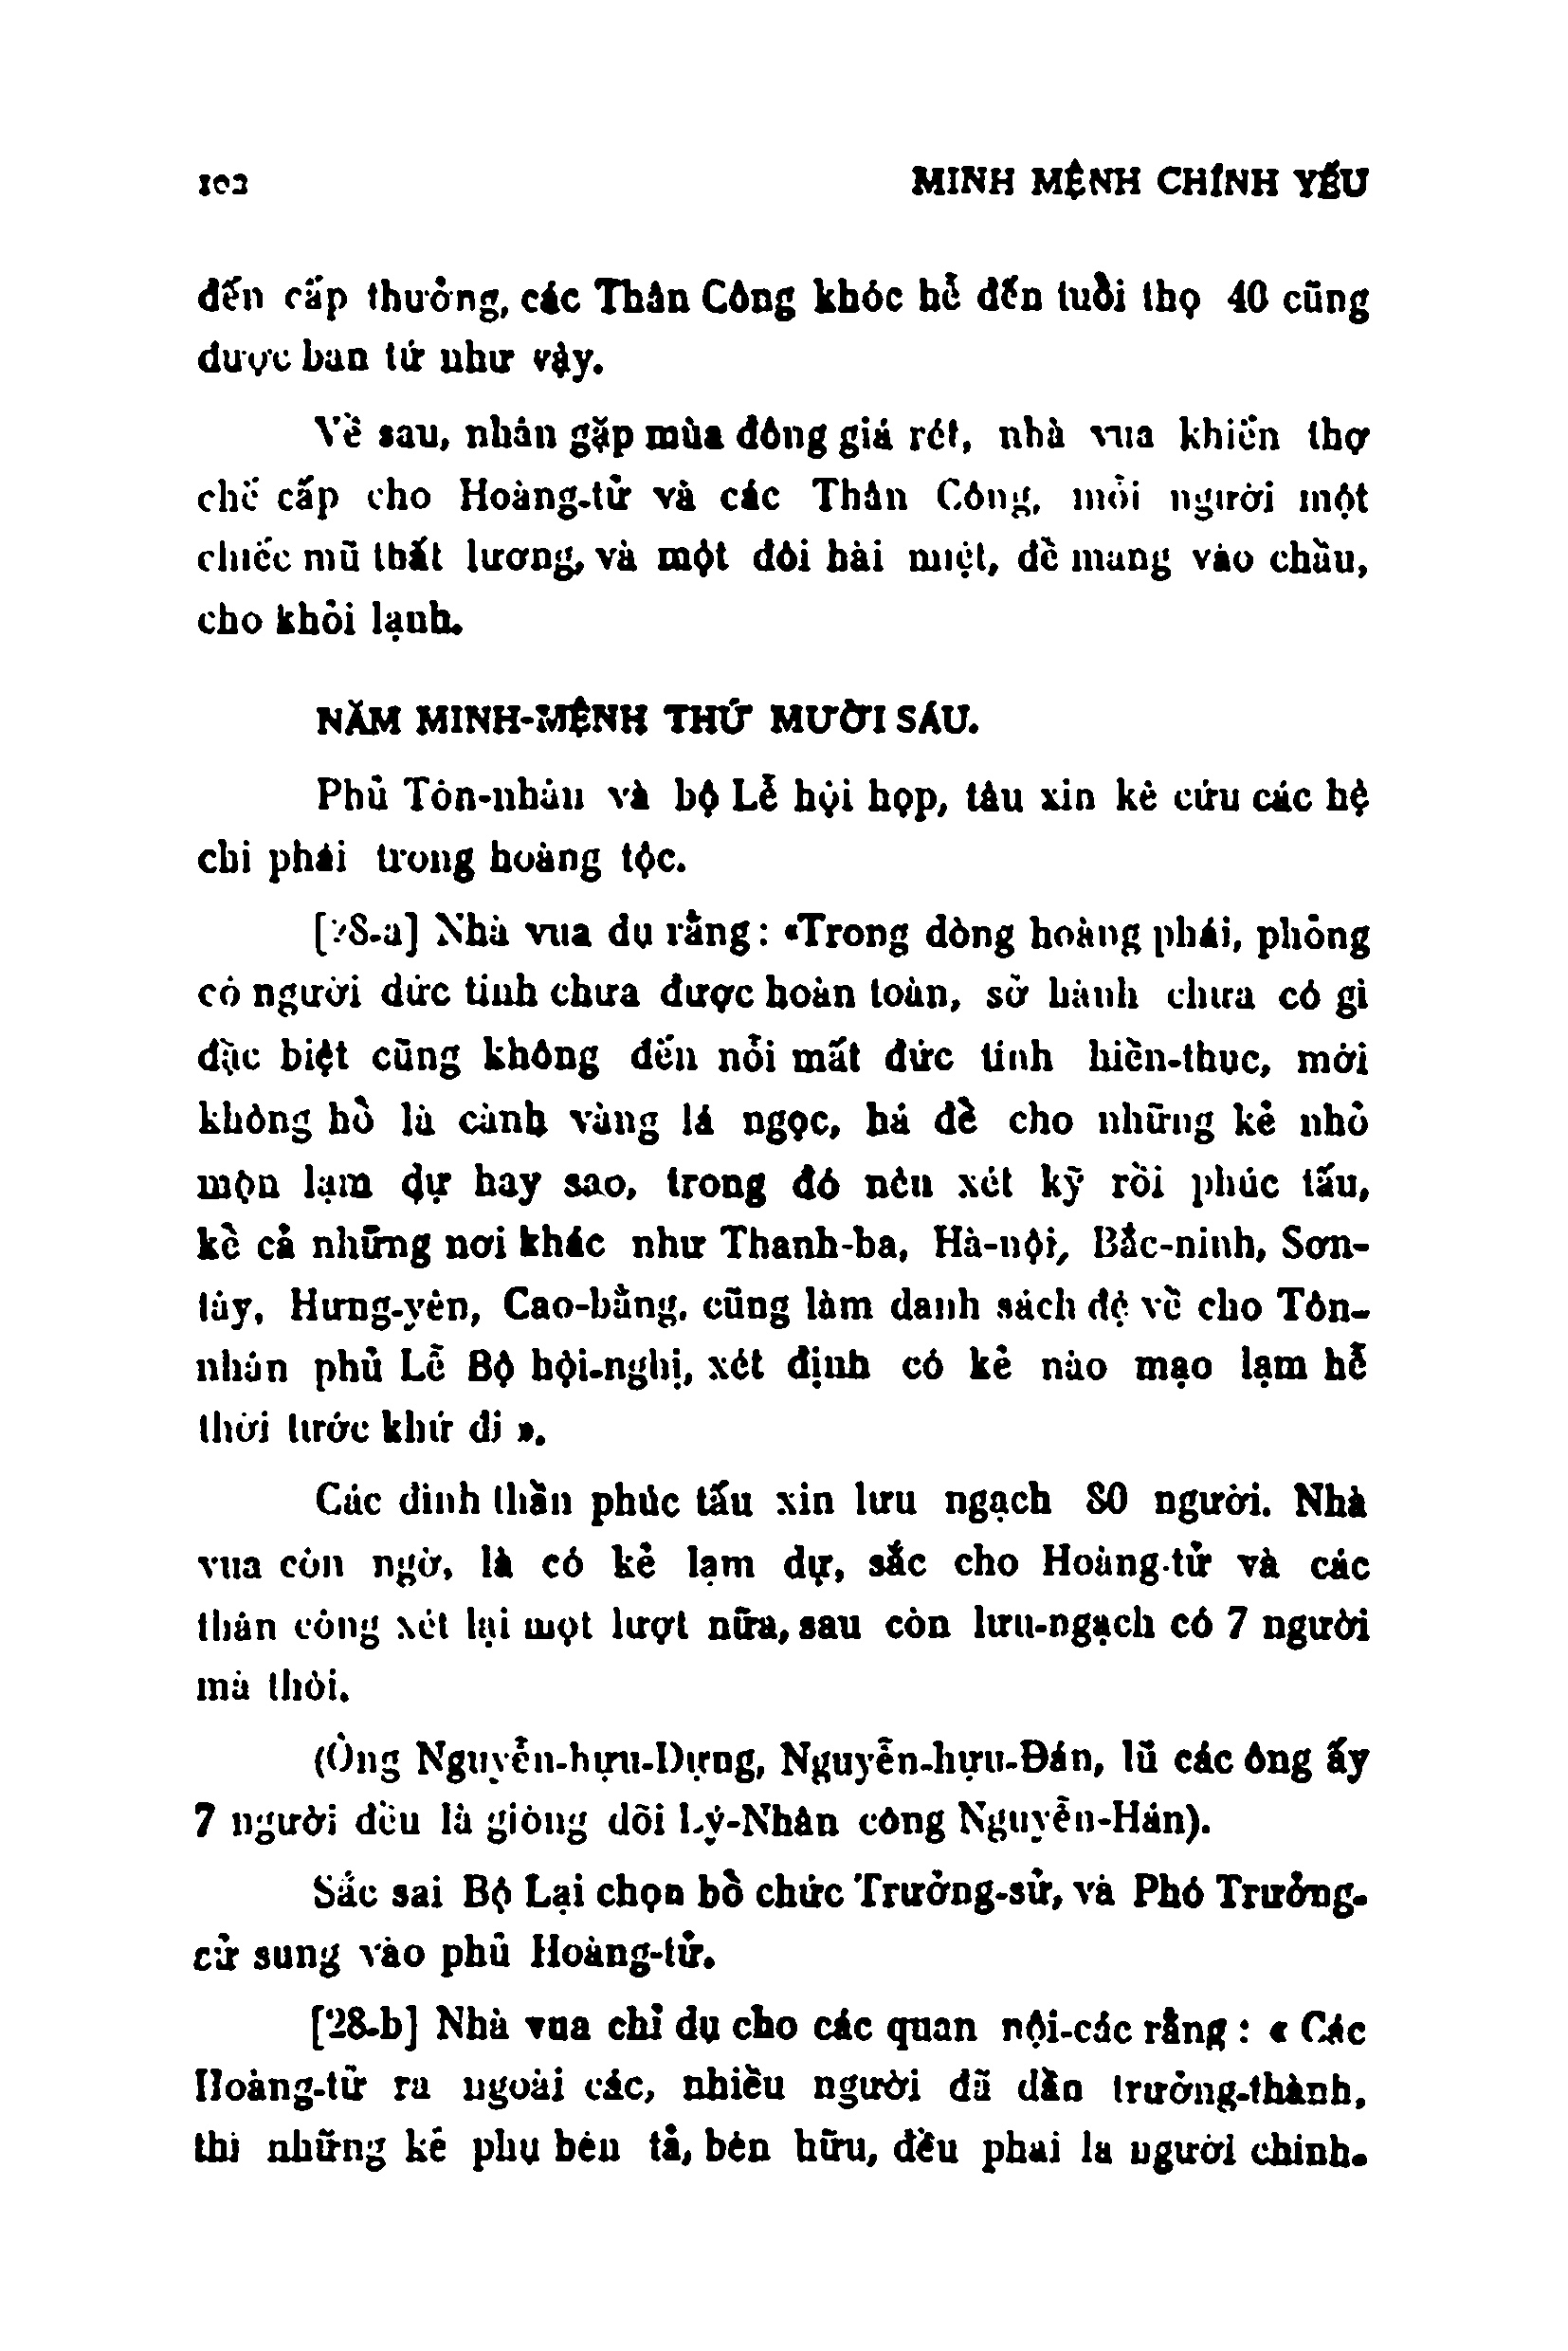 102 MINH MỆNH CHÍNH YẾU
đến cấp thưởng, các Thân Công khóc hễ đến tuổi thọ 40 cũng
được ban tứ như vậy.
Về sau, nhân gặp mùa đông giá rét, nhà vua khiến thợ
chế cấp cho Hoàng-tử và các Thân Công, mỗi người một
chiếc mũ thất lương, và một đôi hài miệt, để mang vào chầu,
cho khỏi lạnh.
NĂM MINH-MỆNH THỨ MƯỜI SÁU.
Phủ Tôn-nhân và bộ Lễ hội họp, tâu xin kê cứu các hệ
chi phái trong hoàng tộc.
[28-a] Nhà vua dụ rằng : «Trong dòng hoàng phái, phỏng
có người đức tính chưa được hoàn toàn, sở hành chưa có gì
đặc biệt cũng không đến nỗi mất đức tính hiền-thục, mới
không hổ là cành vàng lá ngọc, há để cho những kẻ nhỏ
mọn lạm dự hay sao, trong đó nên xét kỹ rồi phúc tấu,
kể cả những nơi khác như Thanh-ba, Hà-nội, Bắc-ninh, Sơn-
tây, Hưng-yên, Cao-bằng, cũng làm danh sách đệ về cho Tôn-
nhân phủ Lễ Bộ hội-nghị, xét định có kẻ nào mạo lạm hễ
thời tước khứ đi ».
Các đình thần phúc tấu xin lưu ngạch 80 người. Nhà
vua còn ngờ, là có kẻ lạm dự, sắc cho Hoàng-tử và các
thân công xét lại một lượt nữa, sau còn lưu-ngạch có 7 người
mà thôi.
(Ông Nguyễn-hựu-Dựng, Nguyễn-hựu-Đán, lũ các ông ấy
7 người đều là giòng dõi Lý-Nhân công Nguyễn-Hán).
Sắc sai Bộ Lại chọn bổ chức Trưởng-sử, và Phó Trưởng-
sử sung vào phủ Hoàng-tử.
[28-b] Nhà vua chỉ dụ cho các quan nội-các rằng : « Các
Hoàng-tử ra ngoài các, nhiều người đã dần trưởng-thành,
thì những kẻ phụ bên tả, bên hữu, đều phải là người chính-